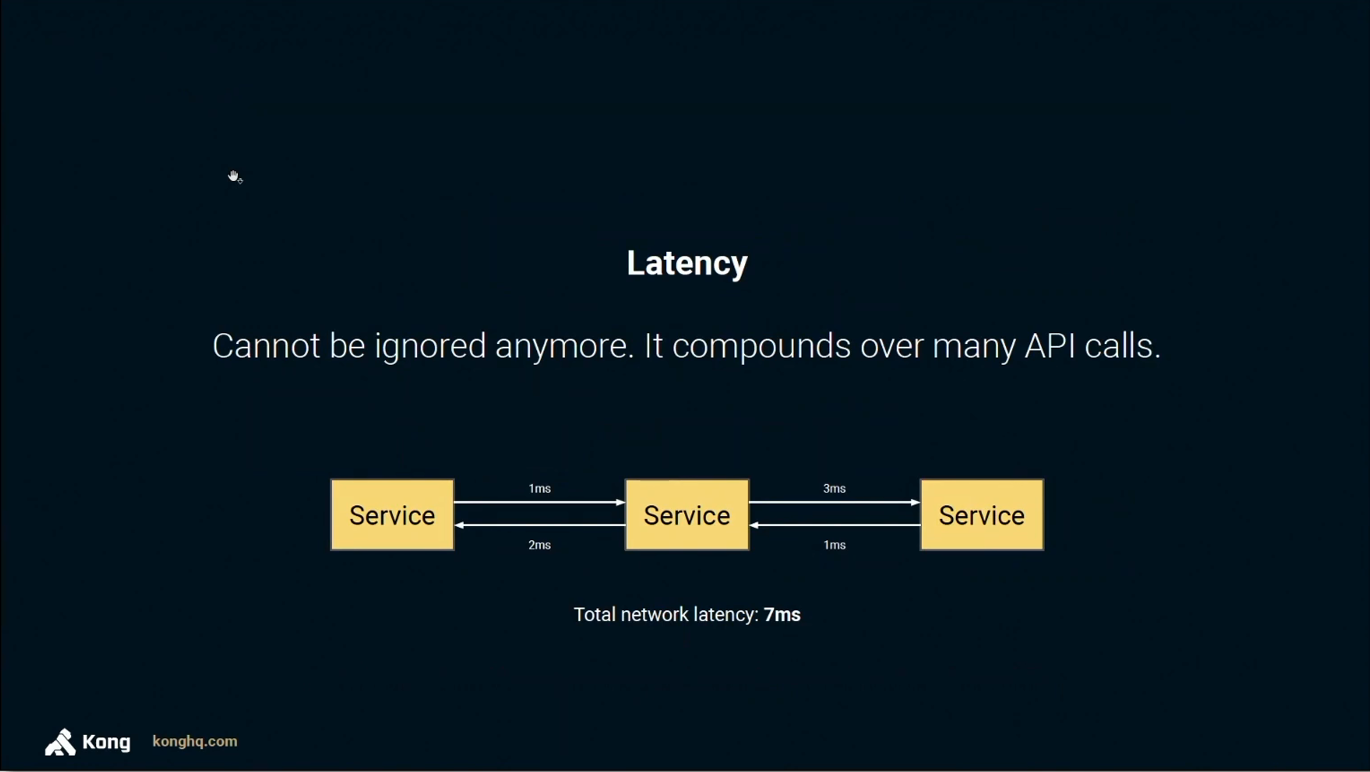 Latency
Cannot be ignored anymore. It compounds over many API calls.
1ms
3ms
Service
Service
Service
2ms
1ms
Total network latency: 7ms
Kong
konghq.com